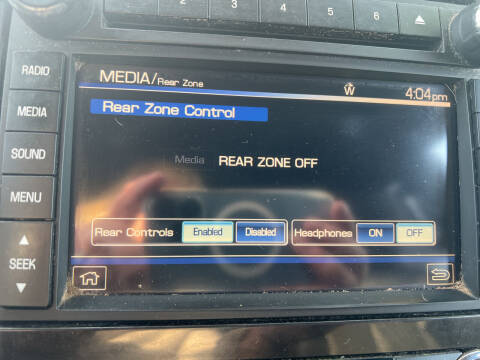 1 2 3 4 5 6
RADIO
MEDIA
SOUND
MENU
SEEK
MEDIA/Rear Zone
W
4:04pm
Rear Zone Control
Media REAR ZONE OFF
Rear Controls Enabled Disabled Headphones ON OFF